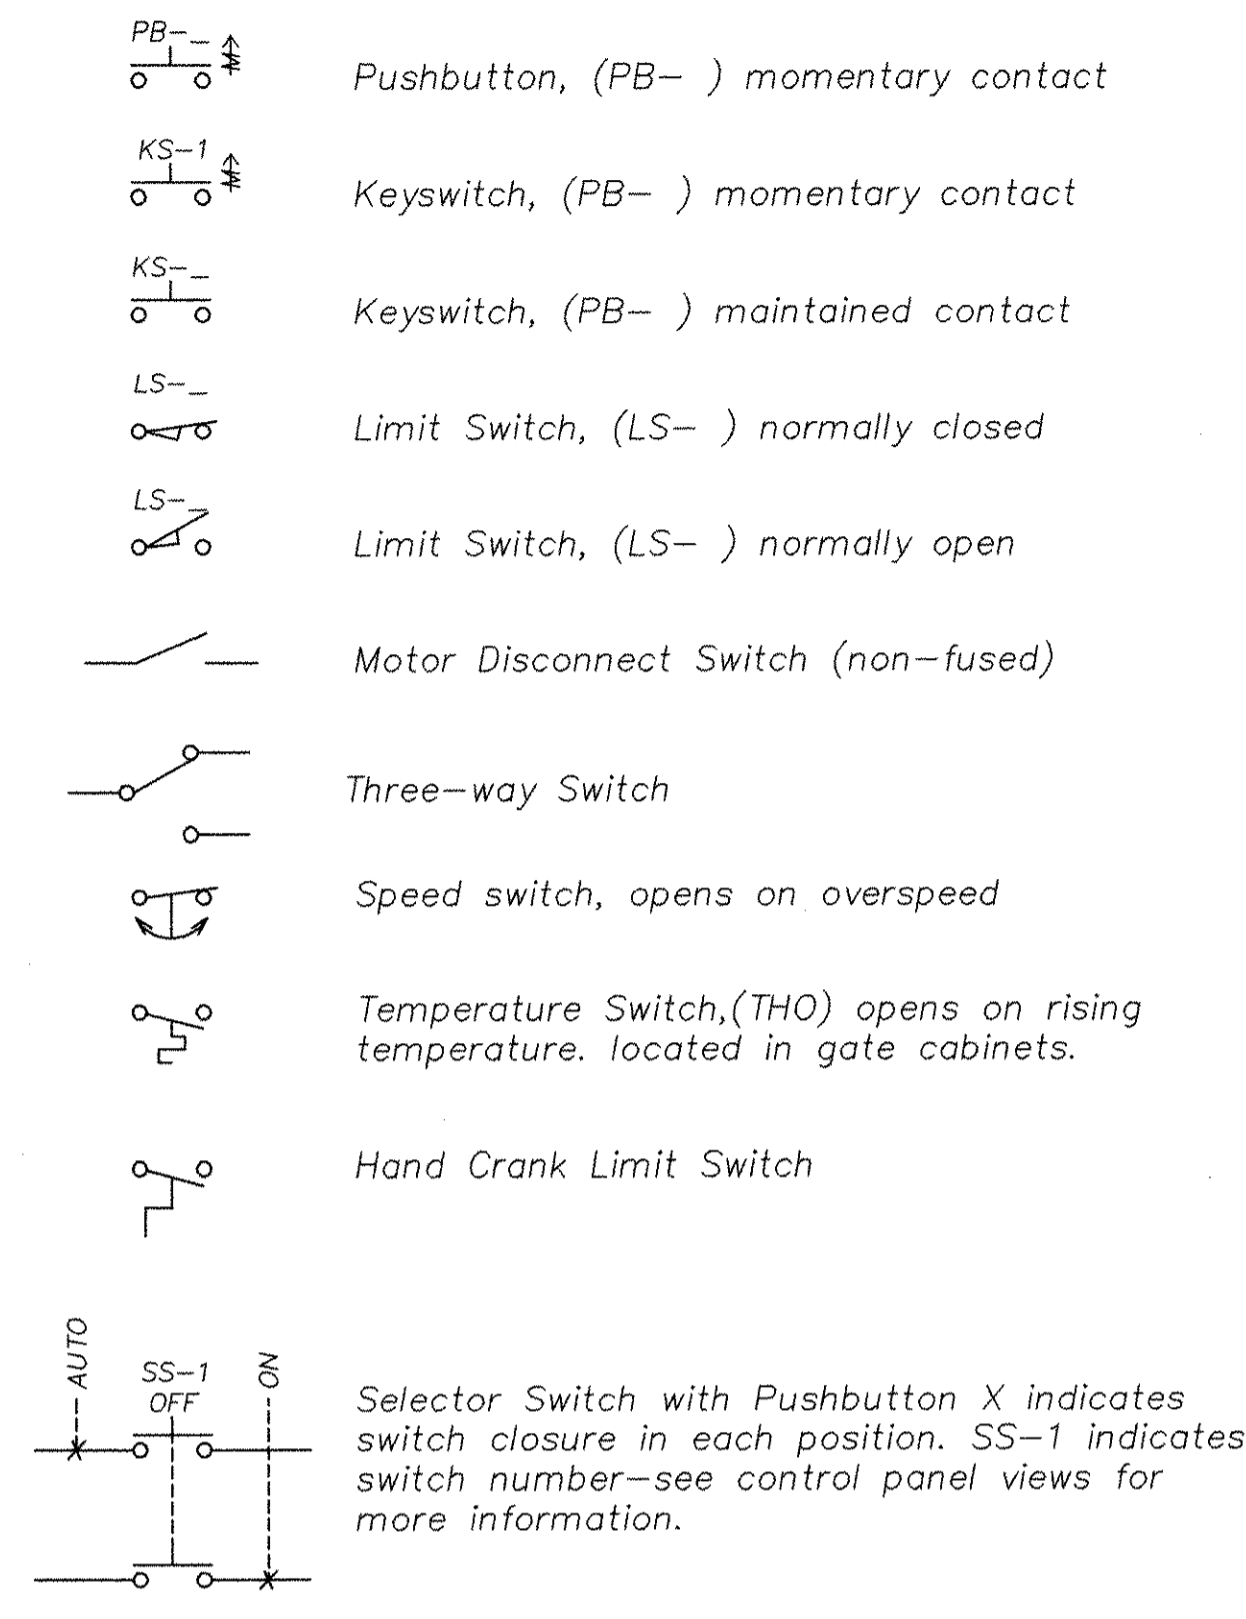 PB-_
Pushbutton, (PB- ) momentary contact
KS-1
Keyswitch, (PB- ) momentary contact
KS-_
Keyswitch, (PB- ) maintained contact
LS-_
Limit Switch, (LS- ) normally closed
LS-_
Limit Switch, (LS- ) normally open
Motor Disconnect Switch (non-fused)
Three-way Switch
Speed switch, opens on overspeed
Temperature Switch,(THO) opens on rising
temperature. located in gate cabinets.
Hand Crank Limit Switch
AUTO
SS-1
OFF
ON
Selector Switch with Pushbutton X indicates
switch closure in each position. SS-1 indicates
switch number-see control panel views for
more information.